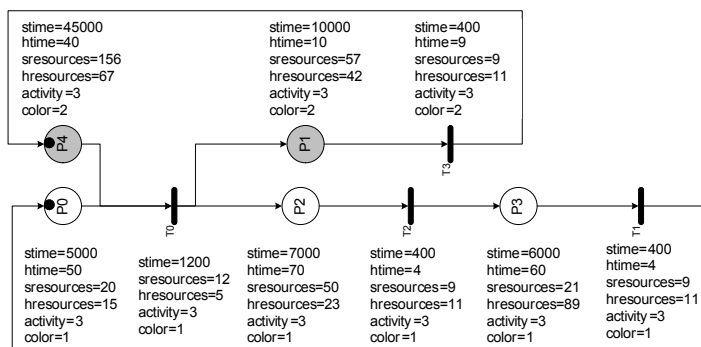 stime=45000
htime=40
sresources=156
hresources=67
activity=3
color=2
stime=10000
htime=10
sresources=57
hresources=42
activity=3
color=2
stime=400
htime=9
sresources=9
hresources=11
activity=3
color=2
P4
P1
T3
P0
T0
P2
T2
P3
T1
stime=5000
htime=50
sresources=20
hresources=15
activity=3
color=1
stime=1200
sresources=12
hresources=5
activity=3
color=1
stime=7000
htime=70
sresources=50
hresources=23
activity=3
color=1
stime=400
htime=4
sresources=9
hresources=11
activity=3
color=1
stime=6000
htime=60
sresources=21
hresources=89
activity=3
color=1
stime=400
htime=4
sresources=9
hresources=11
activity=3
color=1